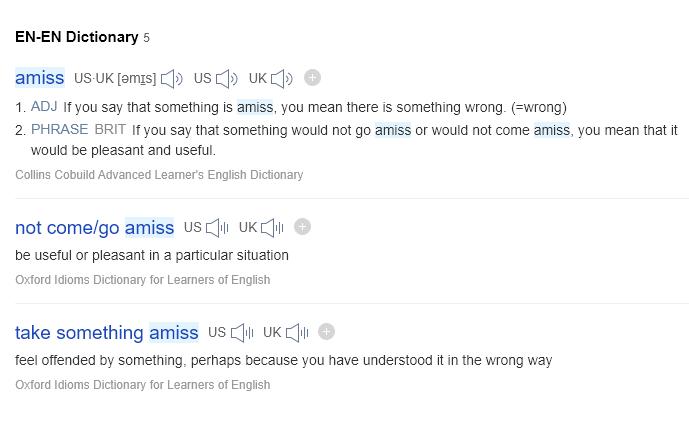 EN-EN Dictionary 5
amiss US·UK [əmɪs] US UK
1. ADJ If you say that something is amiss, you mean there is something wrong. (=wrong)
2. PHRASE BRIT If you say that something would not go amiss or would not come amiss, you mean that it
would be pleasant and useful.
Collins Cobuild Advanced Learner's English Dictionary
not come/go amiss US UK
be useful or pleasant in a particular situation
Oxford Idioms Dictionary for Learners of English
take something amiss US UK
feel offended by something, perhaps because you have understood it in the wrong way
Oxford Idioms Dictionary for Learners of English